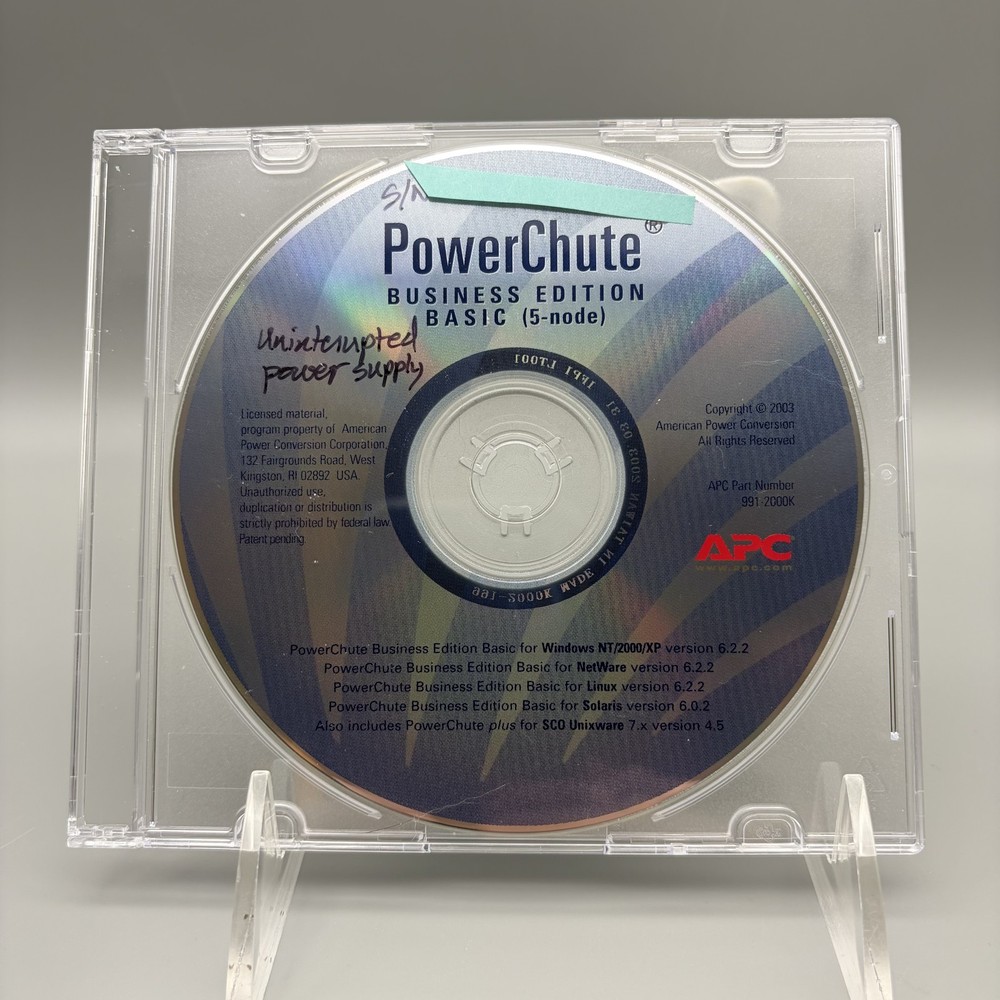 S/N
PowerChute®
BUSINESS EDITION
BASIC (5-node)
Uninterrupted
power supply
Licensed material,
program property of American
Power Conversion Corporation,
132 Fairgrounds Road, West
Kingston, RI 02892 USA.
Unauthorized use,
duplication or distribution is
strictly prohibited by federal law
Patent pending
Copyright © 2003
American Power Conversion
All Rights Reserved
APC Part Number
991-2000K
APC
www.apc.com
991-2000K MADE IN TAIWAN 2003 03 31
PowerChute Business Edition Basic for Windows NT/2000/XP version 6.2.2
PowerChute Business Edition Basic for NetWare version 6.2.2
PowerChute Business Edition Basic for Linux version 6.2.2
PowerChute Business Edition Basic for Solaris version 6.0.2
Also includes PowerChute plus for SCO Unixware 7.x version 4.5